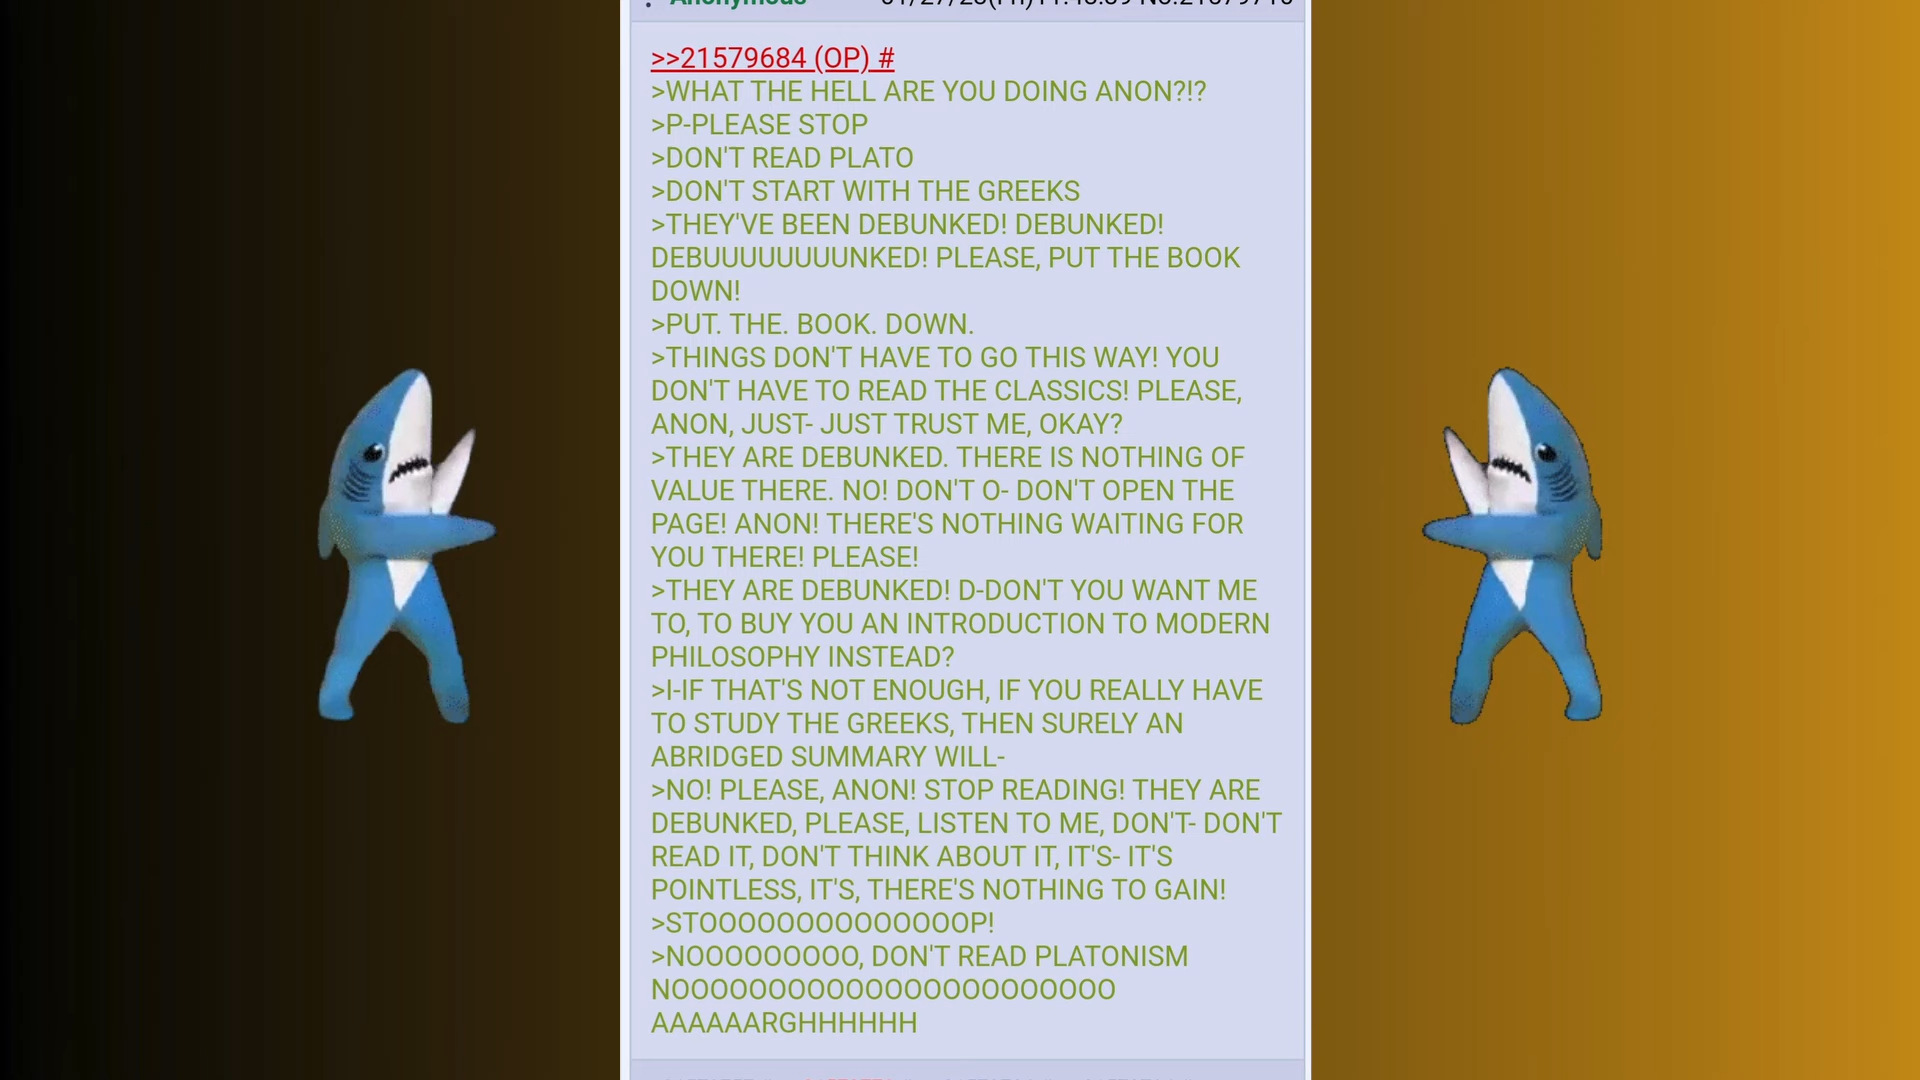 >>21579684 (OP) #
>WHAT THE HELL ARE YOU DOING ANON?!?
>P-PLEASE STOP
>DON'T READ PLATO
>DON'T START WITH THE GREEKS
>THEY'VE BEEN DEBUNKED! DEBUNKED!
DEBUUUUUUUUNKED! PLEASE, PUT THE BOOK
DOWN!
>PUT. THE. BOOK. DOWN.
>THINGS DON'T HAVE TO GO THIS WAY! YOU
DON'T HAVE TO READ THE CLASSICS! PLEASE,
ANON, JUST- JUST TRUST ME, OKAY?
>THEY ARE DEBUNKED. THERE IS NOTHING OF
VALUE THERE. NO! DON'T O- DON'T OPEN THE
PAGE! ANON! THERE'S NOTHING WAITING FOR
YOU THERE! PLEASE!
>THEY ARE DEBUNKED! D-DON'T YOU WANT ME
TO, TO BUY YOU AN INTRODUCTION TO MODERN
PHILOSOPHY INSTEAD?
>I-IF THAT'S NOT ENOUGH, IF YOU REALLY HAVE
TO STUDY THE GREEKS, THEN SURELY AN
ABRIDGED SUMMARY WILL-
>NO! PLEASE, ANON! STOP READING! THEY ARE
DEBUNKED, PLEASE, LISTEN TO ME, DON'T- DON'T
READ IT, DON'T THINK ABOUT IT, IT'S- IT'S
POINTLESS, IT'S, THERE'S NOTHING TO GAIN!
>STOOOOOOOOOOOOOOP!
>NOOOOOOOOO, DON'T READ PLATONISM
NOOOOOOOOOOOOOOOOOOOOOOO
AAAAAARGHHHHHH